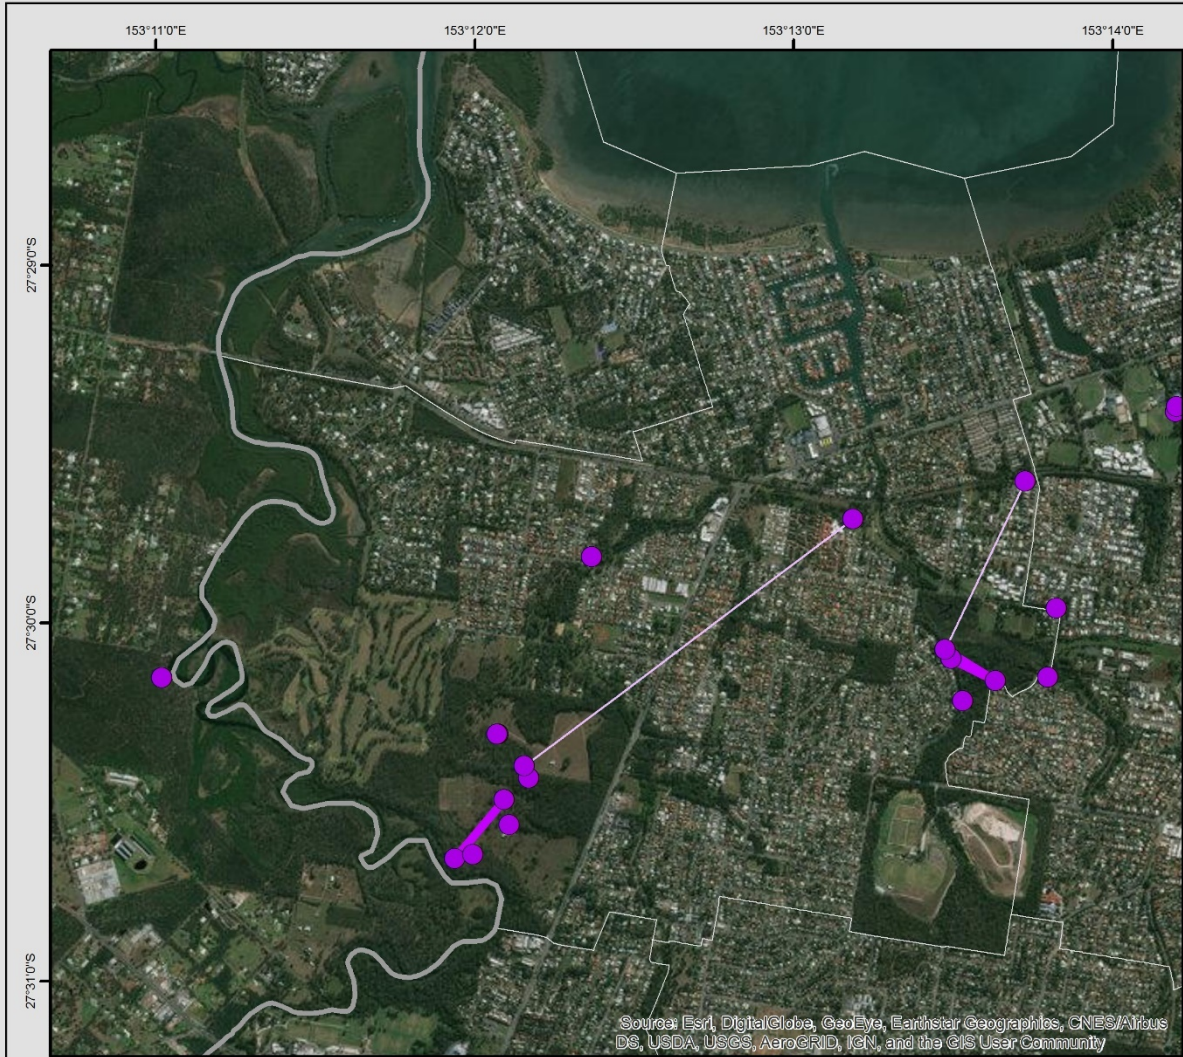 153°11'0"E
153°12'0"E
153°13'0"E
153°14'0"E
27°29'0"S
27°30'0"S
27°31'0"S
Source: Esri, DigitalGlobe, GeoEye, Earthstar Geographics, CNES/Airbus
DS, USDA, USGS, AeroGRID, IGN, and the GIS User Community